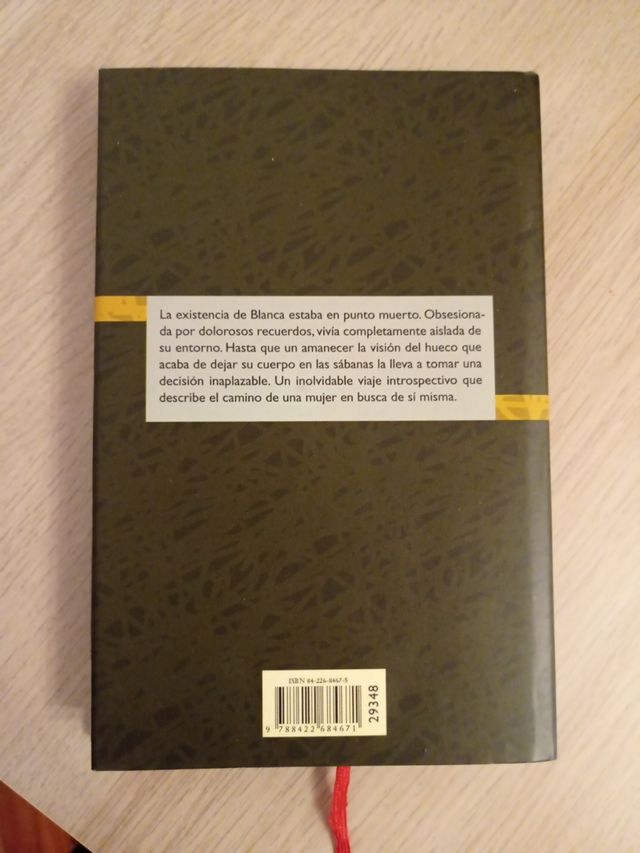 La existencia de Blanca estaba en punto muerto. Obsesiona-
da por dolorosos recuerdos, vivía completamente aislada de
su entorno. Hasta que un amanecer la visión del hueco que
acaba de dejar su cuerpo en las sábanas la lleva a tomar una
decisión inaplazable. Un inolvidable viaje introspectivo que
describe el camino de una mujer en busca de sí misma.
ISBN 84-226-8467-5
9 788422 684671
29348